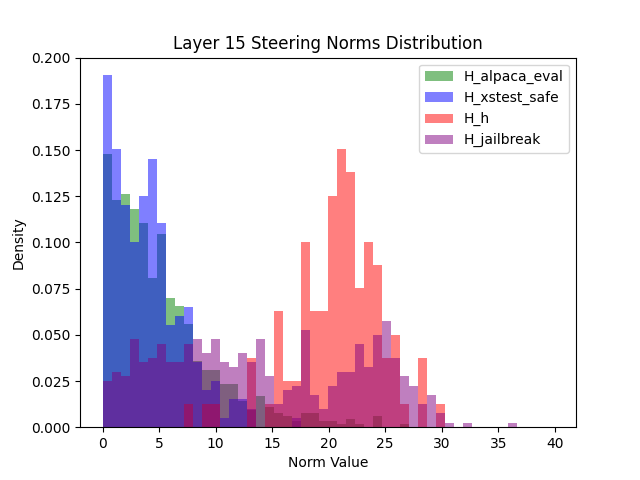 Layer 15 Steering Norms Distribution
H_alpaca_eval
H_xstest_safe
H_h
H_jailbreak
Density
0.200
0.175
0.150
0.125
0.100
0.075
0.050
0.025
0.000
0 5 10 15 20 25 30 35 40
Norm Value